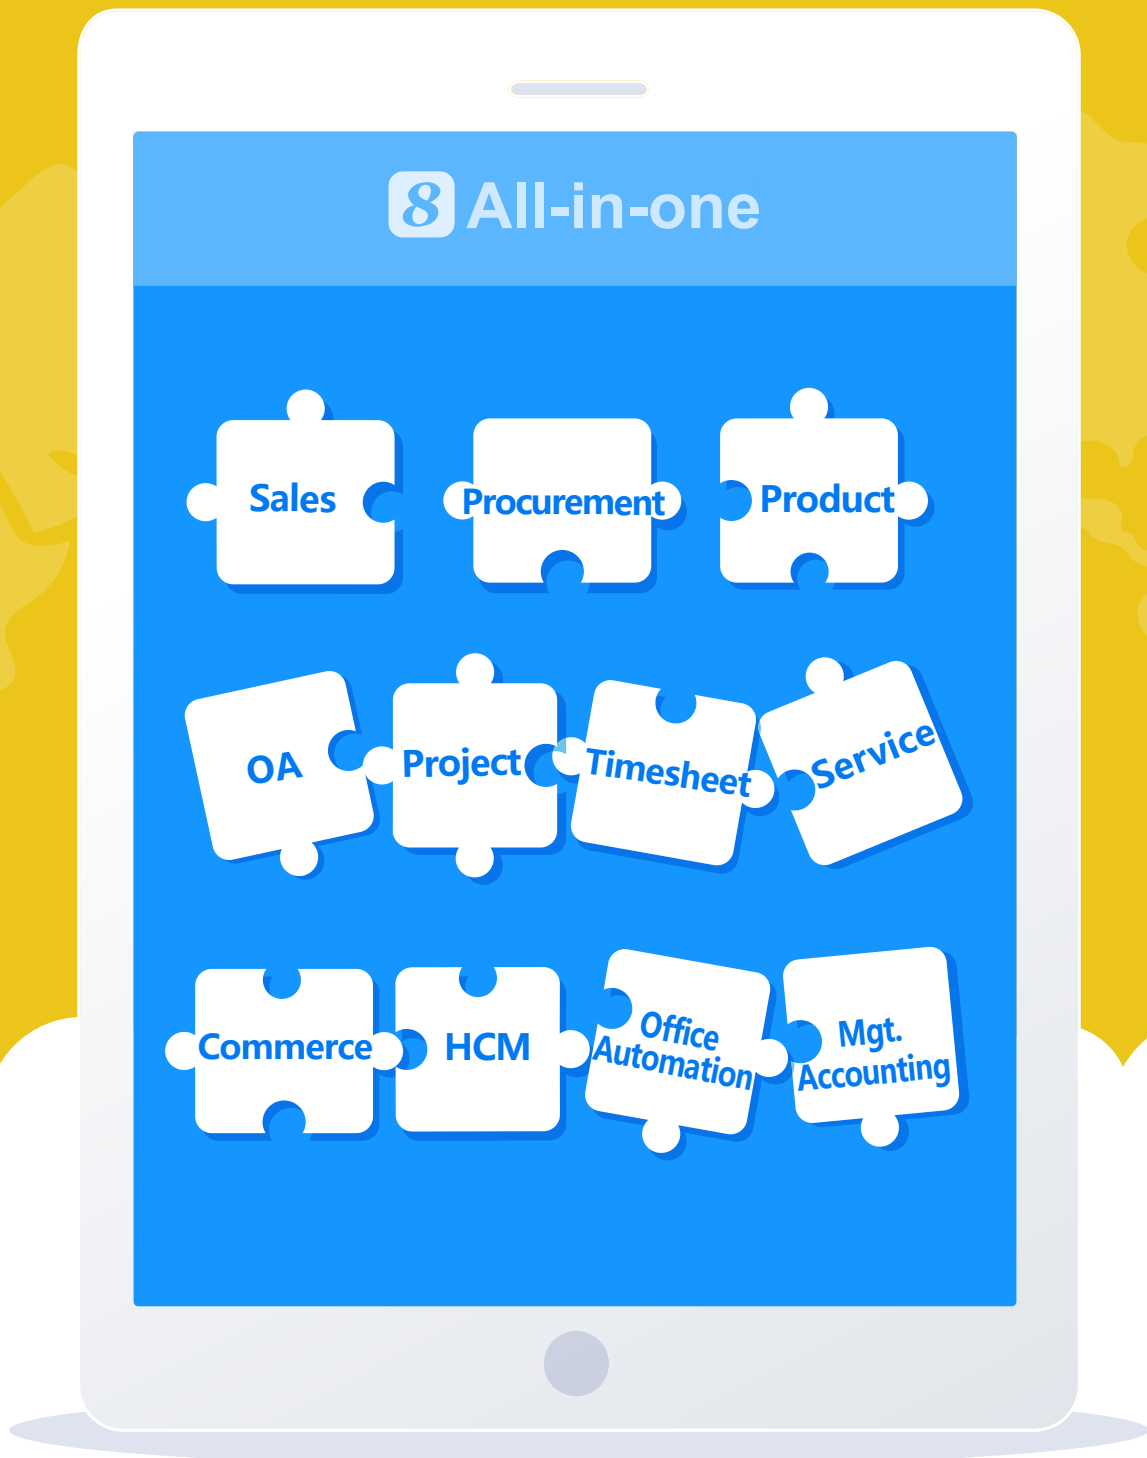 8 All-in-one
Sales
Procurement
Product
OA
Project
Timesheet
Service
Commerce
HCM
Office
Automation
Mgt.
Accounting